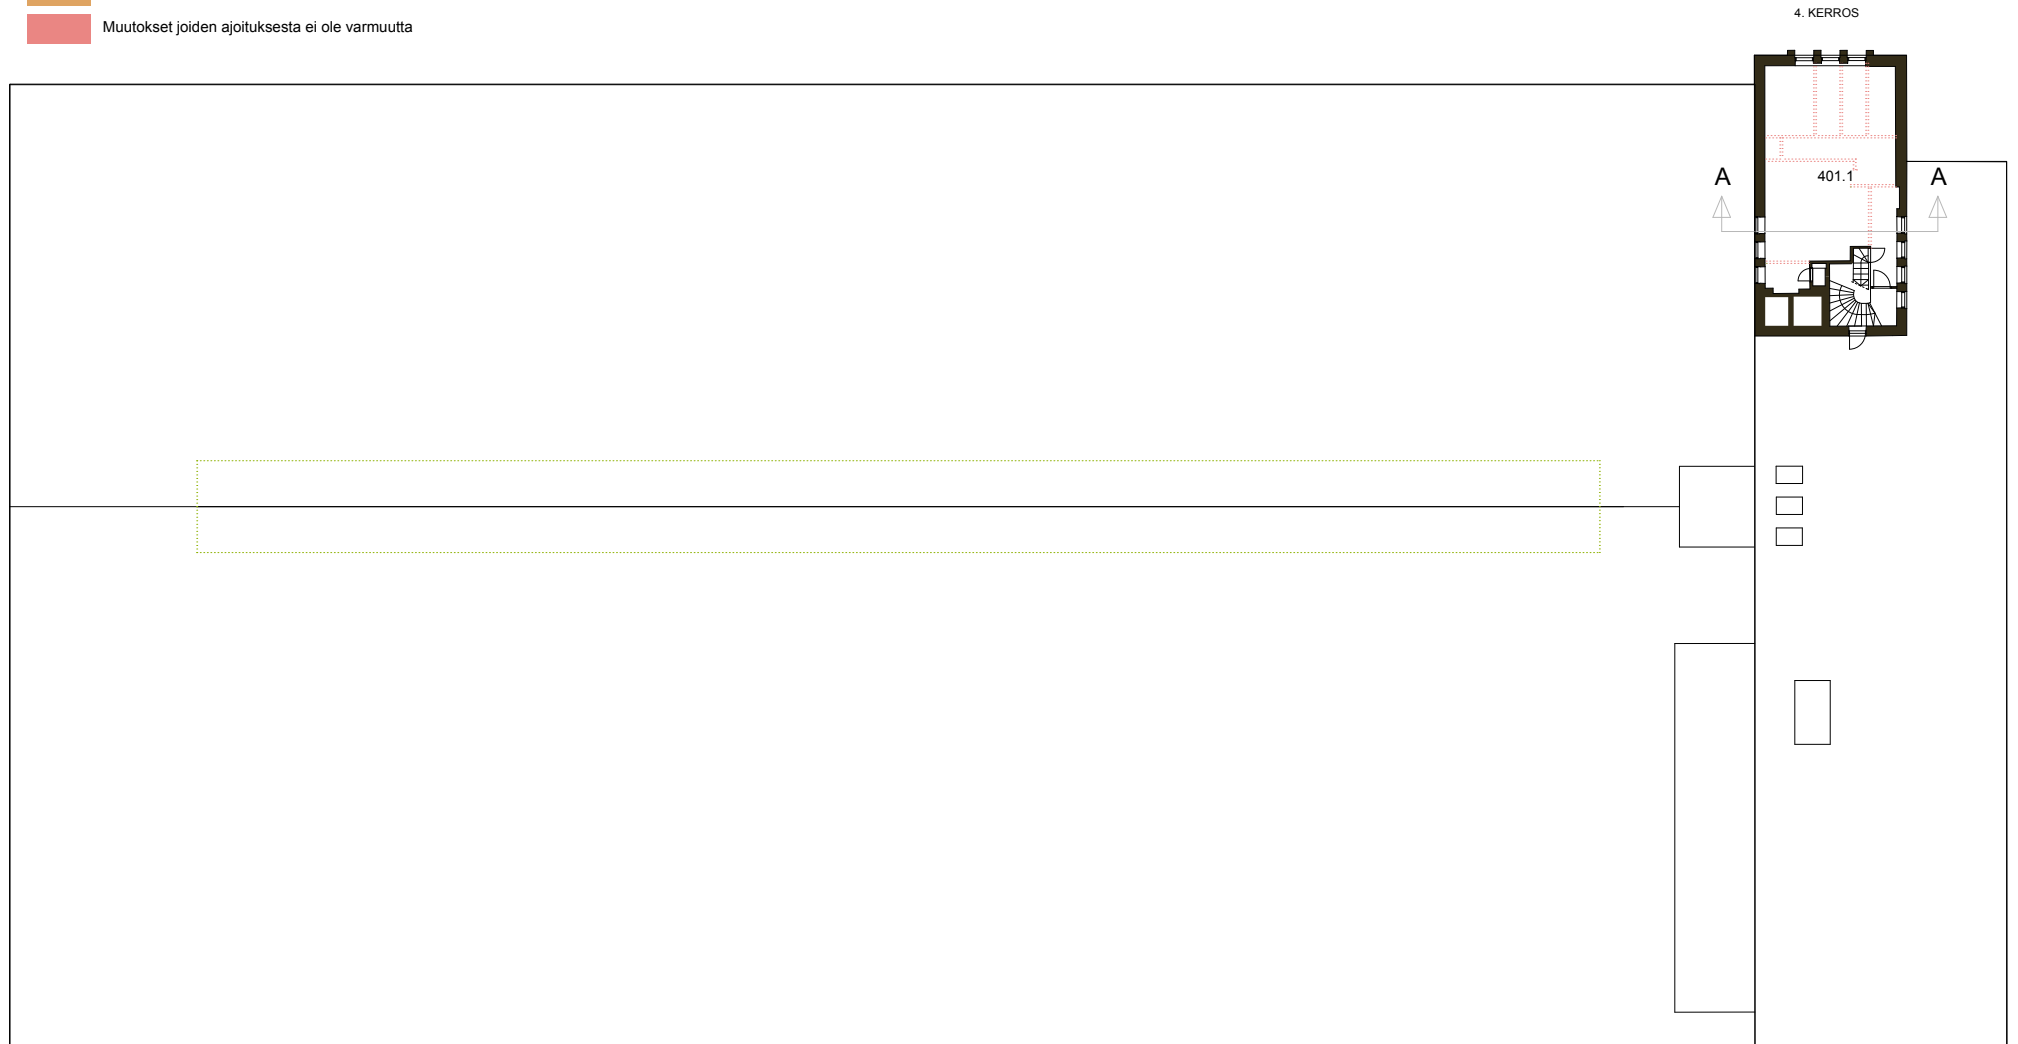 4. KERROS
Muutokset joiden ajoituksesta ei ole varmuutta
A
401.1
A